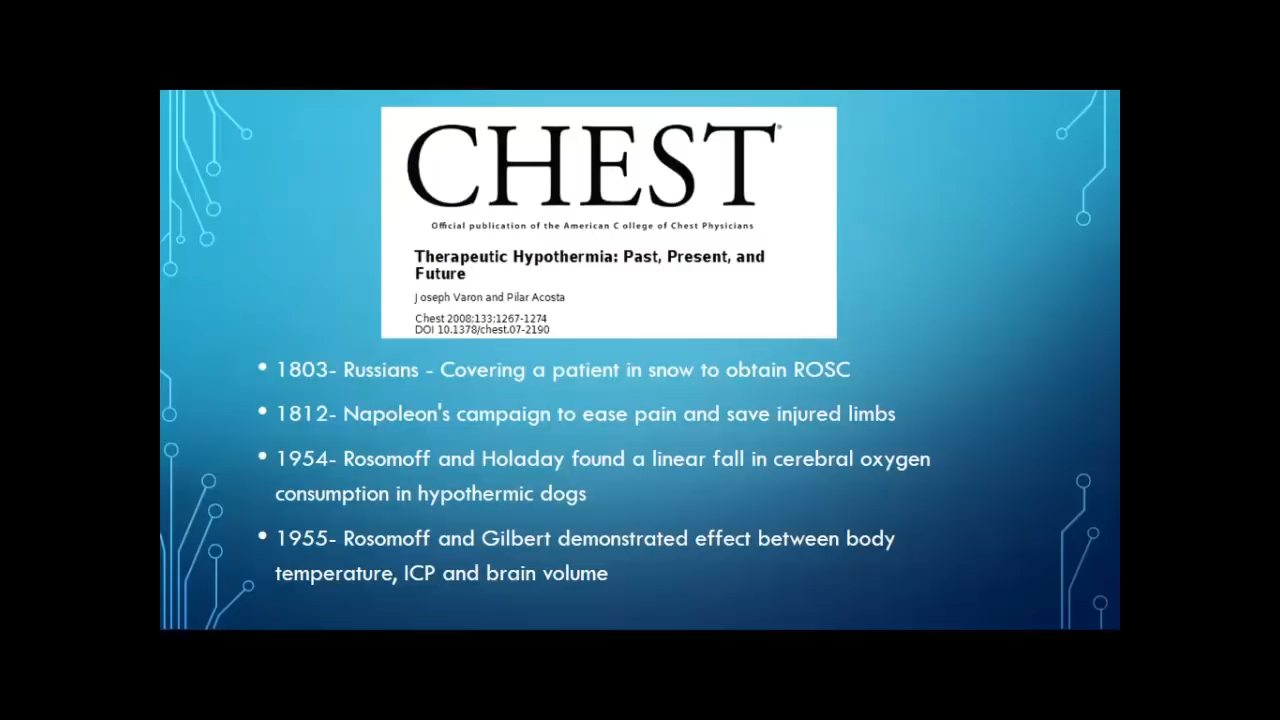 CHEST®
Official publication of the American C ollege of Chest Physicians
Therapeutic Hypothermia: Past, Present, and
Future
J oseph Varon and Pilar Acosta
Chest 2008;133;1267-1274
DOI 10.1378/chest.07-2190
• 1803- Russians - Covering a patient in snow to obtain ROSC
• 1812- Napoleon's campaign to ease pain and save injured limbs
• 1954- Rosomoff and Holaday found a linear fall in cerebral oxygen
consumption in hypothermic dogs
• 1955- Rosomoff and Gilbert demonstrated effect between body
temperature, ICP and brain volume